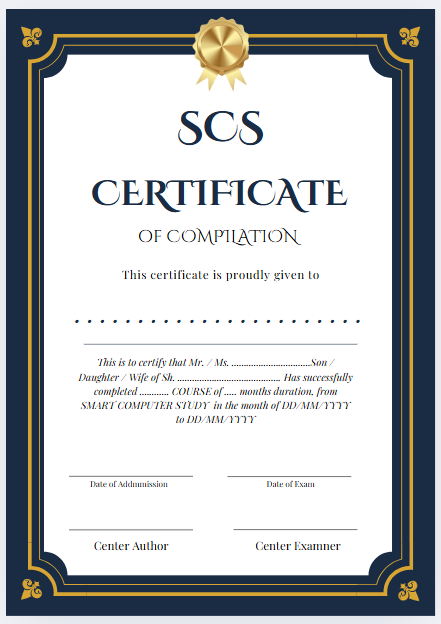 SCS
CERTIFICATE
OF COMPILATION
This certificate is proudly given to
. . . . . . . . . . . . . . . . . . . . . . . .
This is to certify that Mr. / Ms. ................................Son /
Daughter / Wife of Sh. .......................................... Has successfully
completed ............ COURSE of ..... months duration, from
SMART COMPUTER STUDY in the month of DD/MM/YYYY
to DD/MM/YYYY
Date of Addmmission Date of Exam
Center Author Center Examner